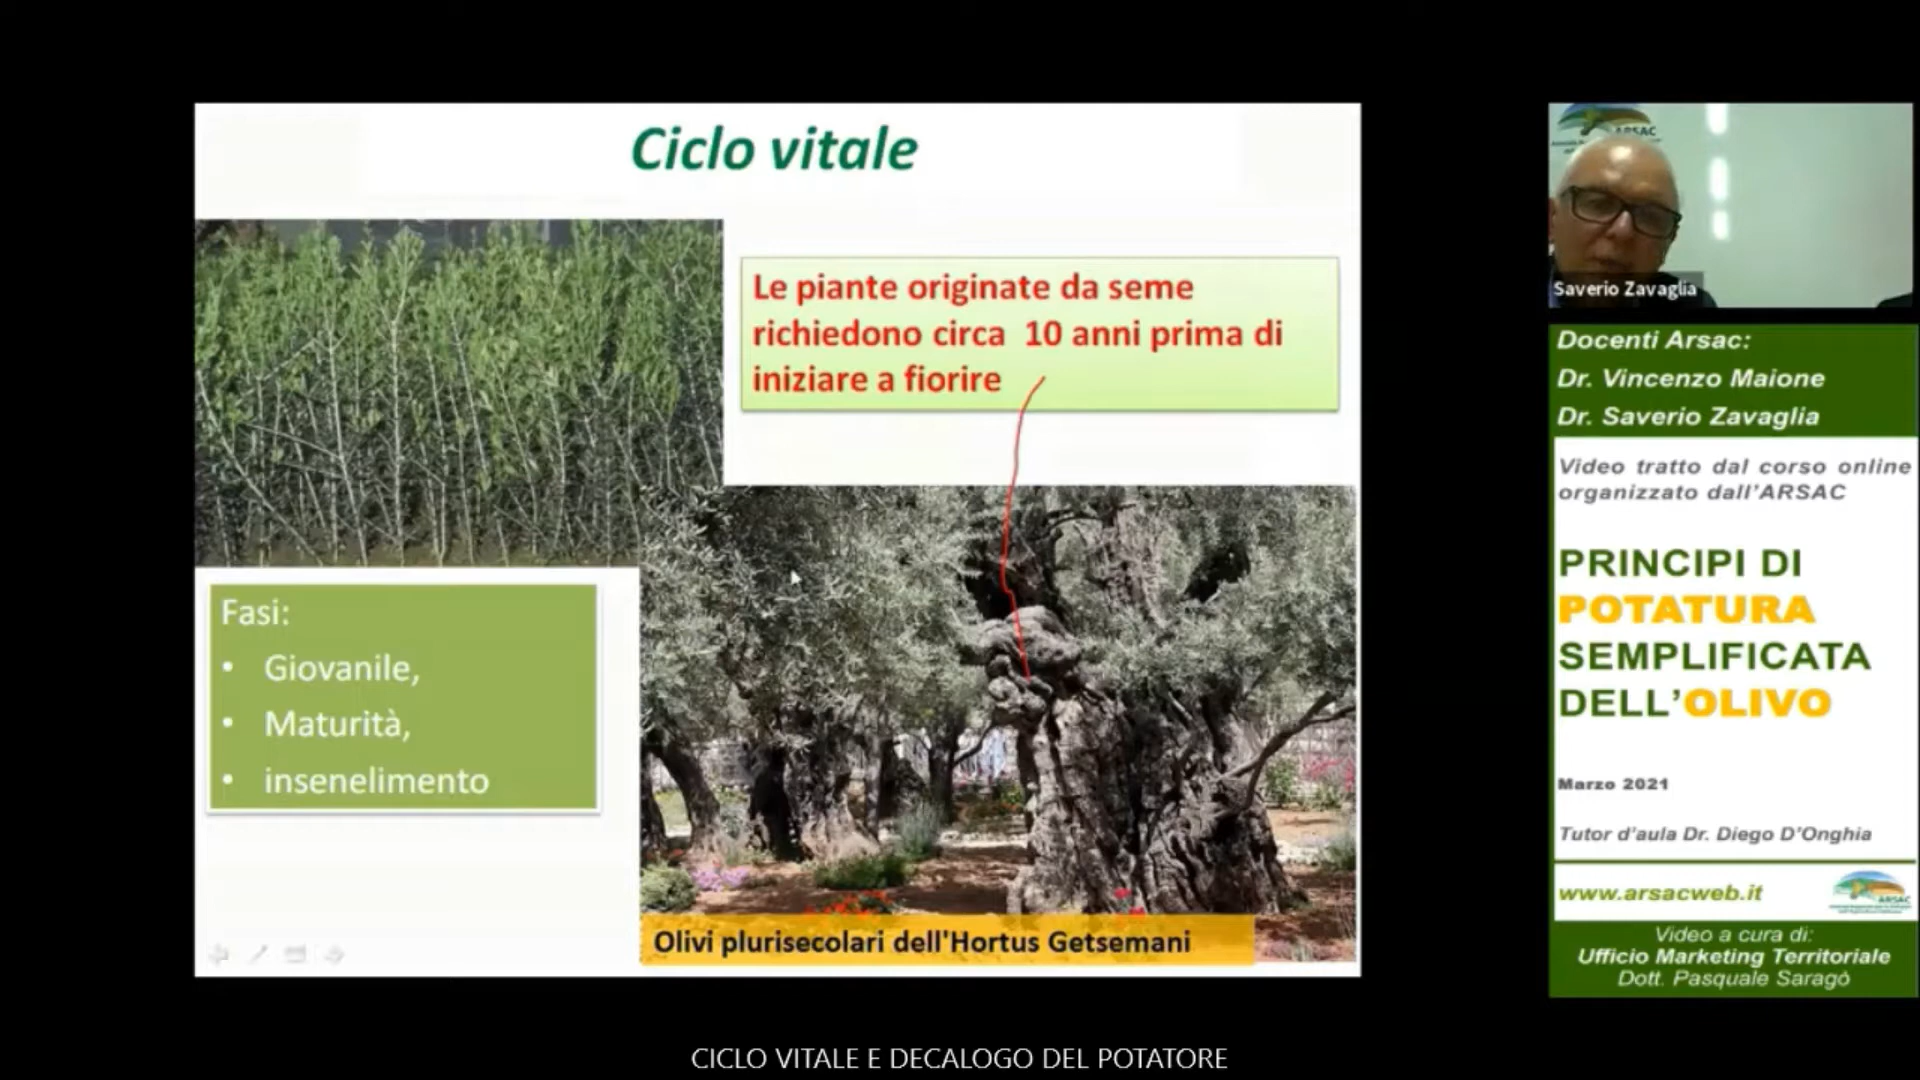 Ciclo vitale
Le piante originate da seme
richiedono circa 10 anni prima di
iniziare a fiorire
Fasi:
• Giovanile,
• Maturità,
• insenelimento
Olivi plurisecolari dell'Hortus Getsemani
ARSAC
Saverio Zavaglia
Docenti Arsac:
Dr. Vincenzo Maione
Dr. Saverio Zavaglia
Video tratto dal corso online
organizzato dall'ARSAC
PRINCIPI DI
POTATURA
SEMPLIFICATA
DELL'OLIVO
Marzo 2021
Tutor d'aula Dr. Diego D'Onghia
www.arsacweb.it
ARSAC
Video a cura di:
Ufficio Marketing Territoriale
Dott. Pasquale Saragò
CICLO VITALE E DECALOGO DEL POTATORE